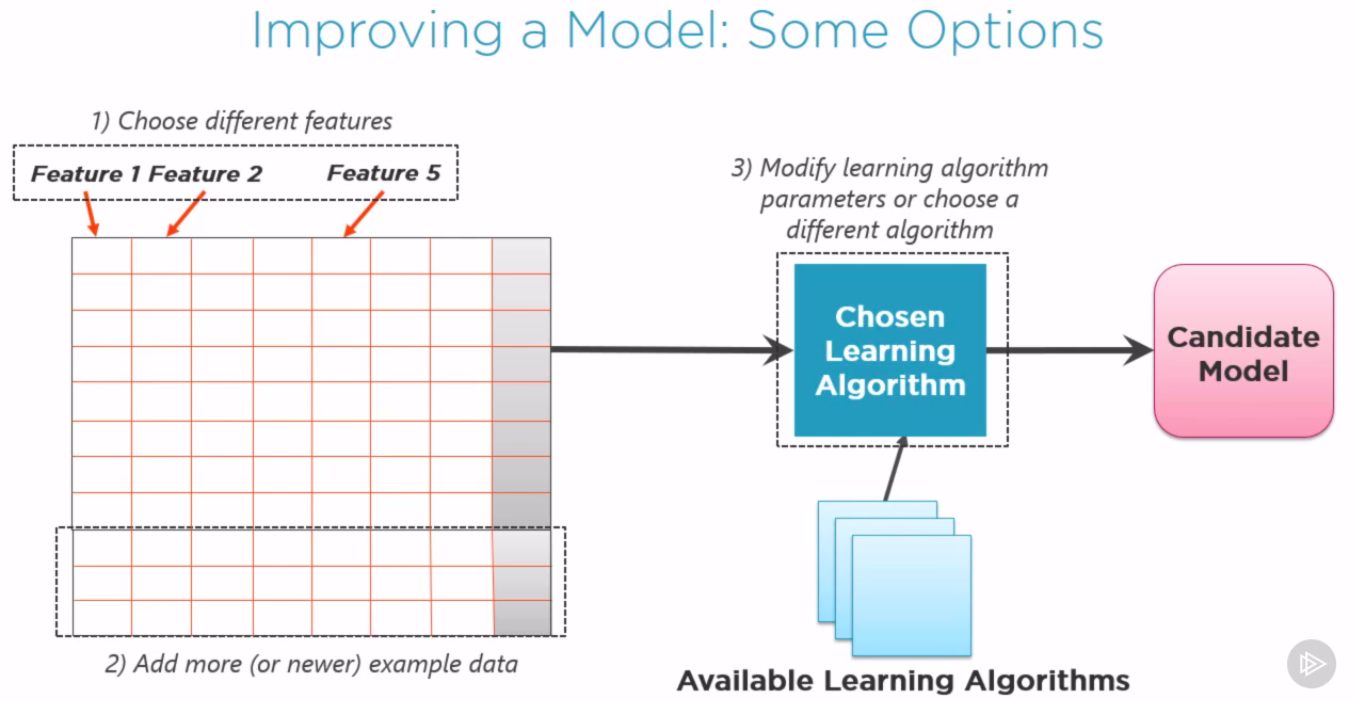 Improving a Model: Some Options
1) Choose different features
Feature 1 Feature 2 Feature 5
3) Modify learning algorithm
parameters or choose a
different algorithm
Chosen
Learning
Algorithm
Candidate
Model
2) Add more (or newer) example data
Available Learning Algorithms